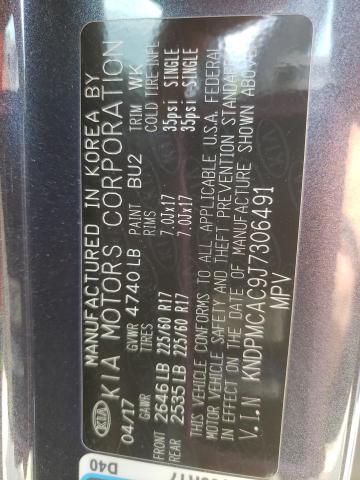 MANUFACTURED IN KOREA BY
KIA KIA MOTORS CORPORATION
04/17 GVWR 4740 LB PAINT BU2 TRIM WK
GAWR TIRES RIMS COLD TIRE INFL
FRONT 2646 LB 225/60 R17 7.0Jx17 35psi SINGLE
REAR 2535 LB 225/60 R17 7.0Jx17 35psi SINGLE
THIS VEHICLE CONFORMS TO ALL APPLICABLE U.S.A. FEDERAL
MOTOR VEHICLE SAFETY AND THEFT PREVENTION STANDARDS
IN EFFECT ON THE DATE OF MANUFACTURE SHOWN ABOVE
V.I.N KNDPMCAC9J7306491
MPV
D40